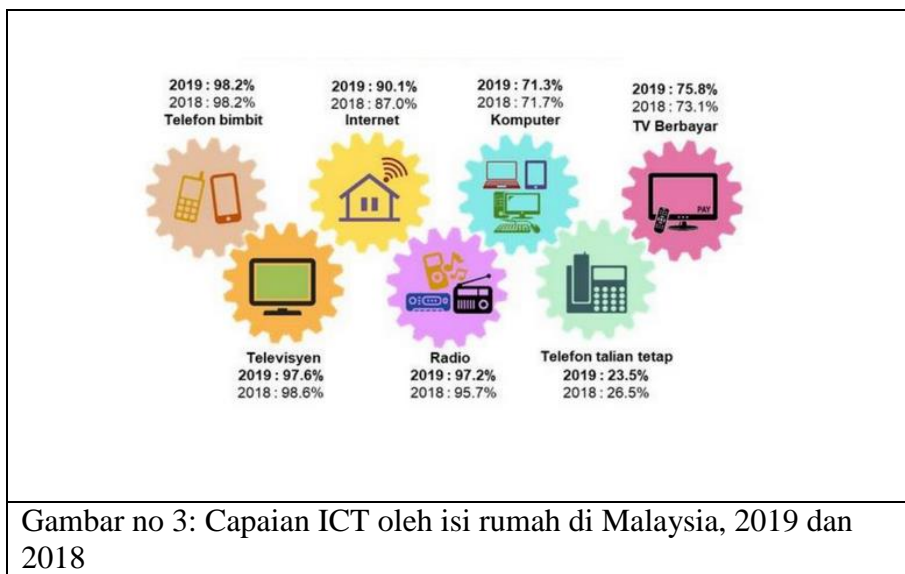 2019 : 98.2%
2018 : 98.2%
Telefon bimbit
2019 : 90.1%
2018 : 87.0%
Internet
2019 : 71.3%
2018 : 71.7%
Komputer
2019 : 75.8%
2018 : 73.1%
TV Berbayar
PAY
Televisyen
2019 : 97.6%
2018 : 98.6%
Radio
2019 : 97.2%
2018 : 95.7%
Telefon talian tetap
2019 : 23.5%
2018 : 26.5%
Gambar no 3: Capaian ICT oleh isi rumah di Malaysia, 2019 dan
2018